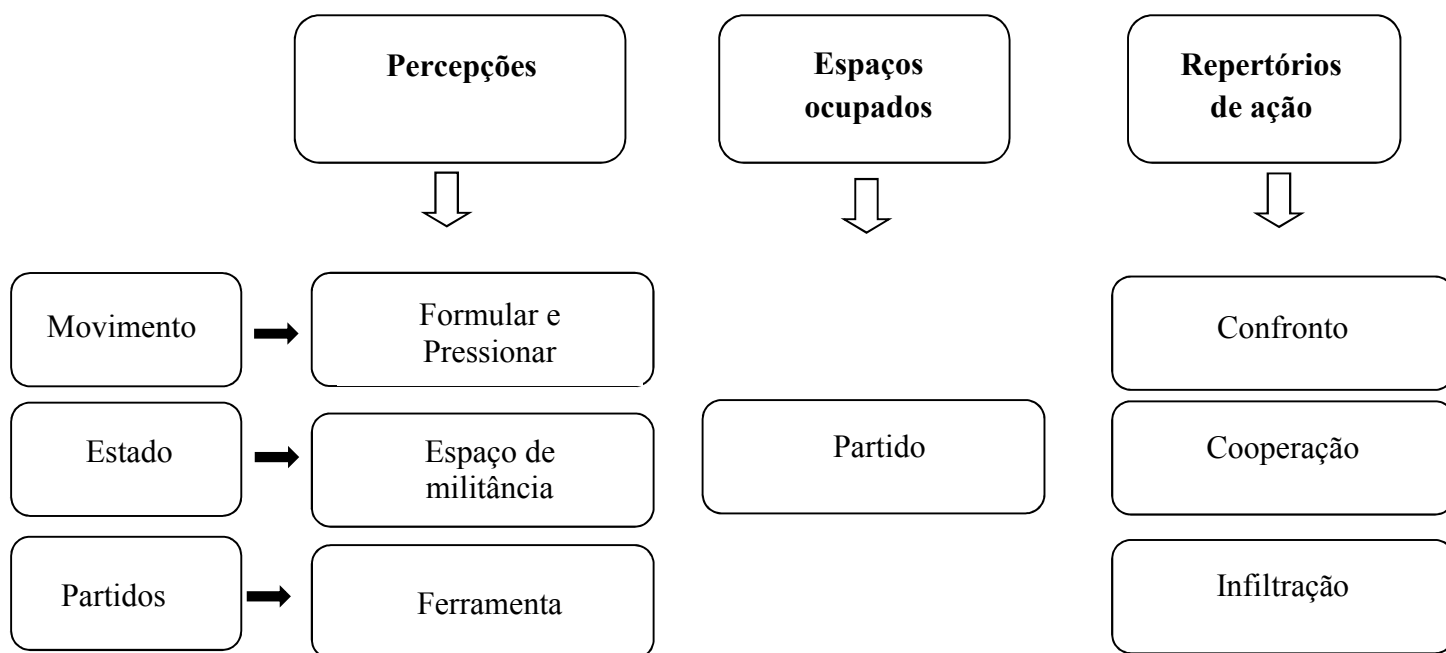 Percepções
Espaços
ocupados
Repertórios
de ação
Movimento
Formular e
Pressionar
Confronto
Estado
Espaço de
militância
Partido
Cooperação
Partidos
Ferramenta
Infiltração